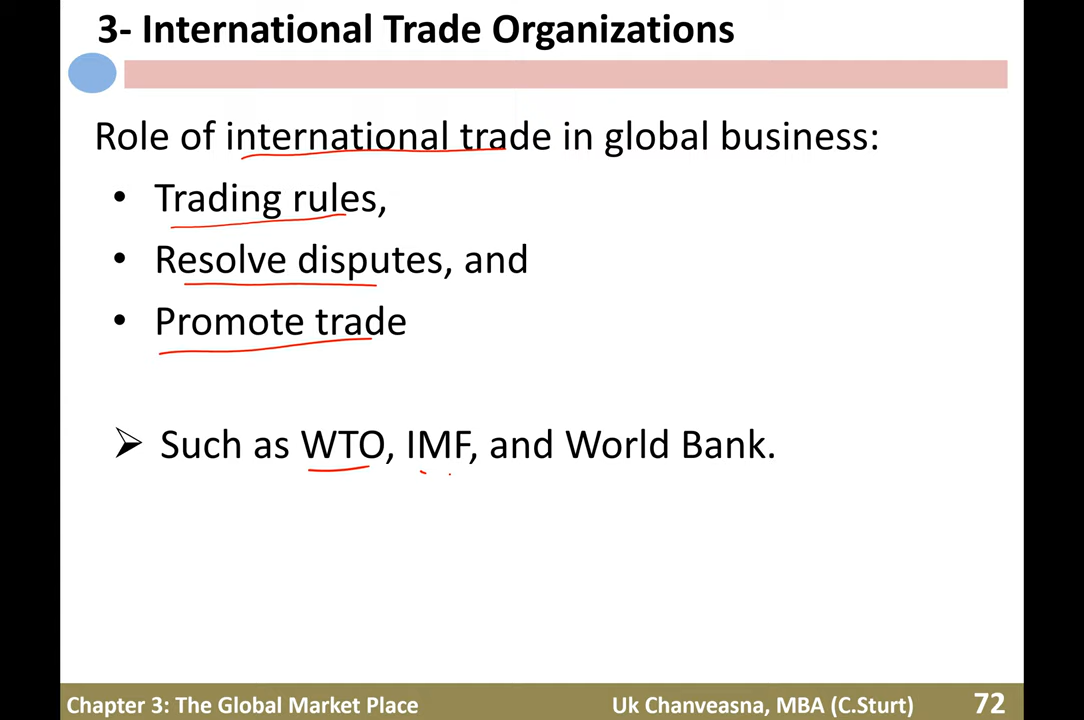 3- International Trade Organizations
Role of international trade in global business:
• Trading rules,
• Resolve disputes, and
• Promote trade
➢ Such as WTO, IMF, and World Bank.
Chapter 3: The Global Market Place Uk Chanveasna, MBA (C.Sturt) 72